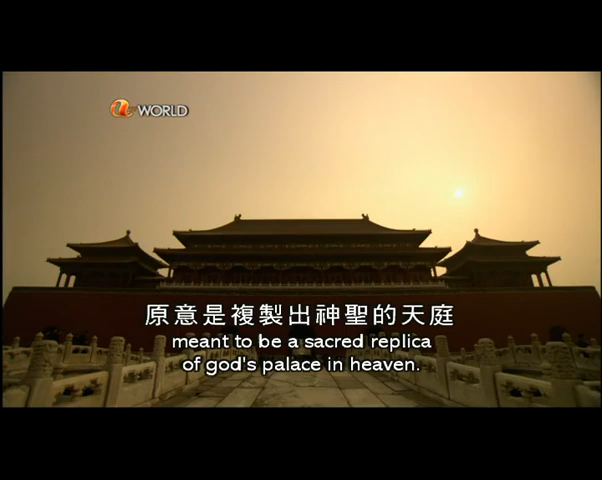 WORLD
原意是複製出神聖的天庭
meant to be a sacred replica
of god's palace in heaven.